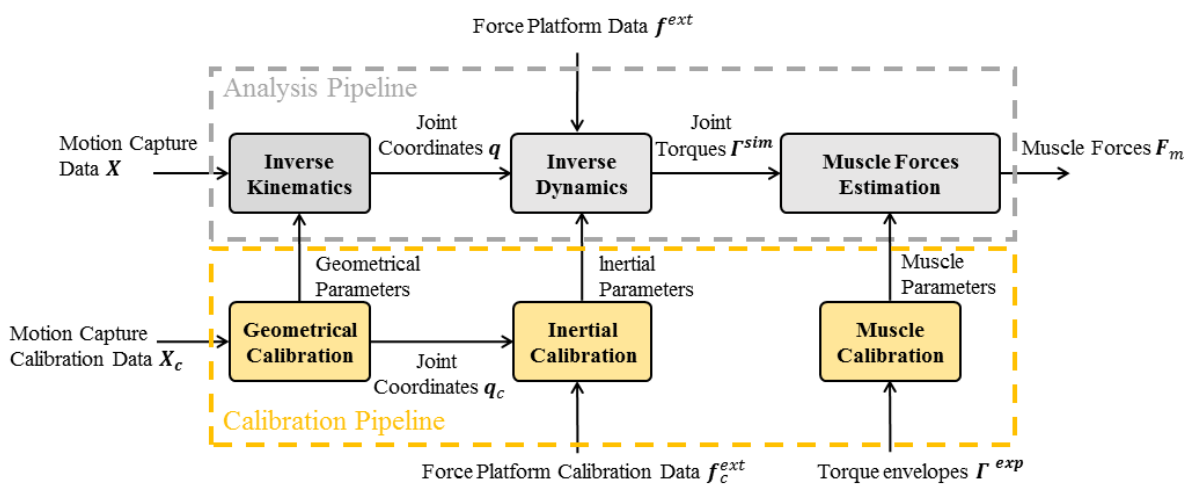 Force Platform Data f^ext
Analysis Pipeline
Motion Capture
Data X
Inverse
Kinematics
Joint
Coordinates q
Inverse
Dynamics
Joint
Torques Γ^sim
Muscle Forces
Estimation
Muscle Forces F_m
Geometrical
Parameters
Inertial
Parameters
Muscle
Parameters
Motion Capture
Calibration Data X_c
Geometrical
Calibration
Joint
Coordinates q_c
Inertial
Calibration
Muscle
Calibration
Calibration Pipeline
Force Platform Calibration Data f_c^ext
Torque envelopes Γ^exp